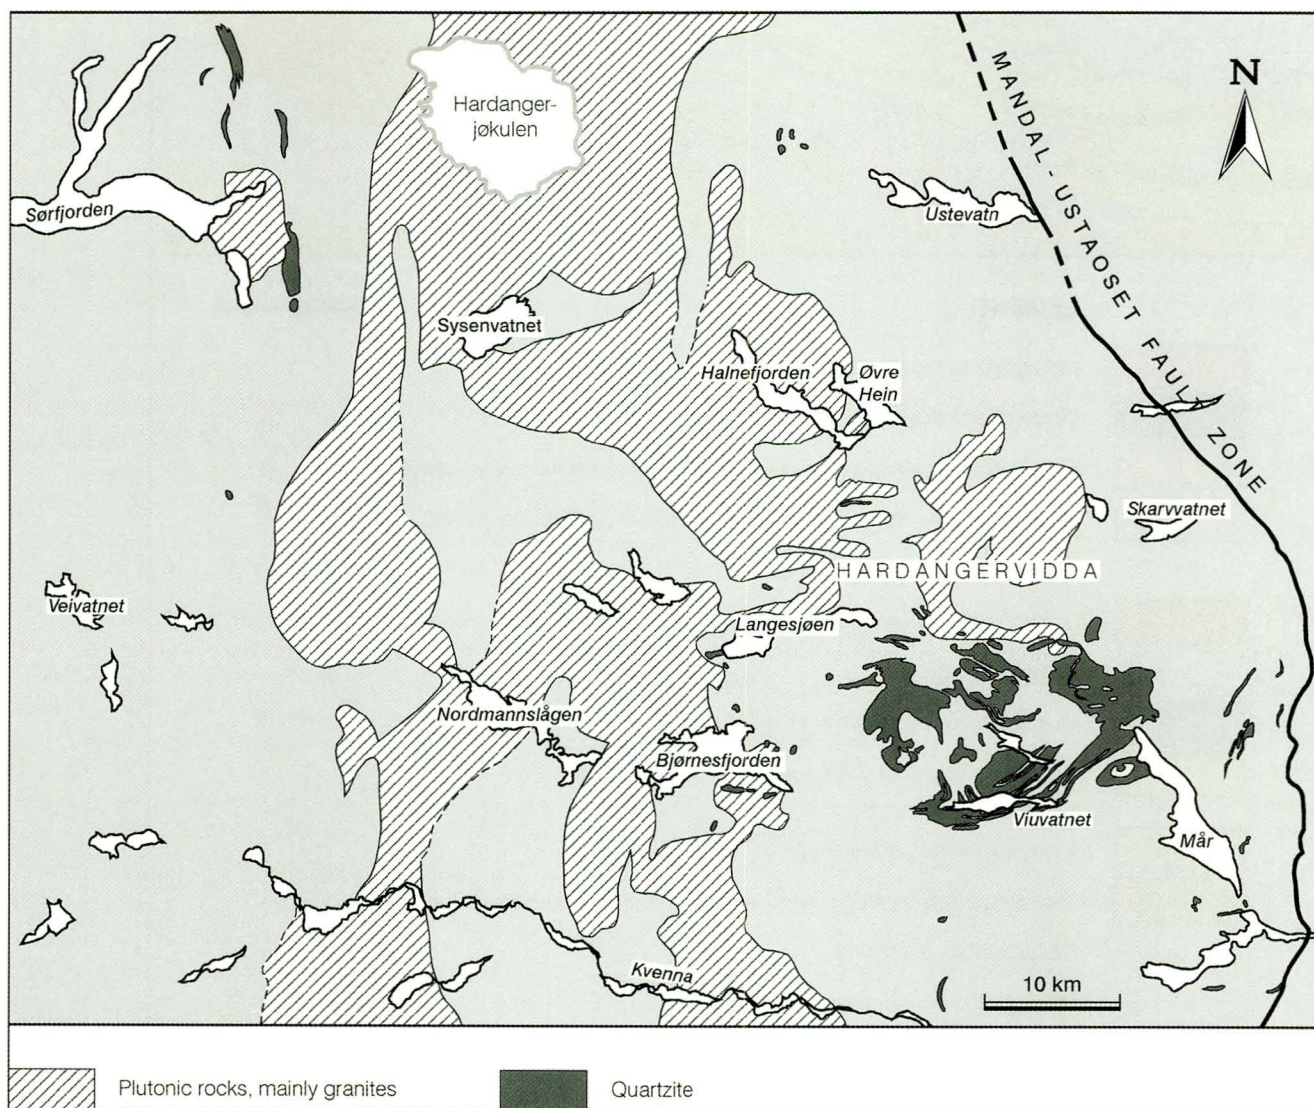 Hardanger-
jøkulen
N
MANDAL - USTAOSET FAULT ZONE
Sørfjorden
Ustevatn
Sysenvatnet
Halnefjorden
Øvre
Hein
Skarvvatnet
HARDANGERVIDDA
Veivatnet
Langesjøen
Nordmannslågen
Bjørnesfjorden
Viuvatnet
Mår
Kvenna
10 km
Plutonic rocks, mainly granites
Quartzite